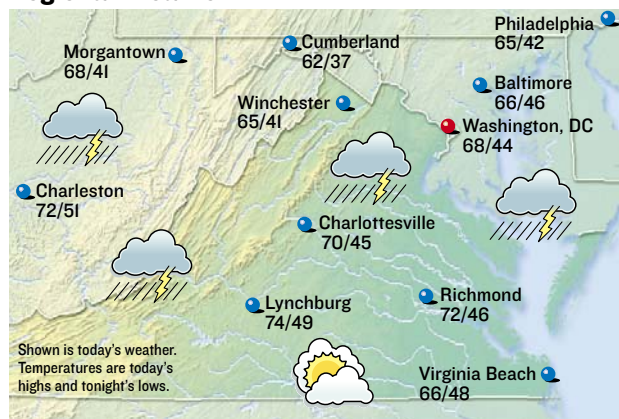 Philadelphia
65/42
Morgantown
68/41
Cumberland
62/37
Baltimore
66/46
Winchester
65/41
Washington, DC
68/44
Charleston
72/51
Charlottesville
70/45
Lynchburg
74/49
Richmond
72/46
Shown is today's weather.
Temperatures are today's
highs and tonight's lows.
Virginia Beach
66/48